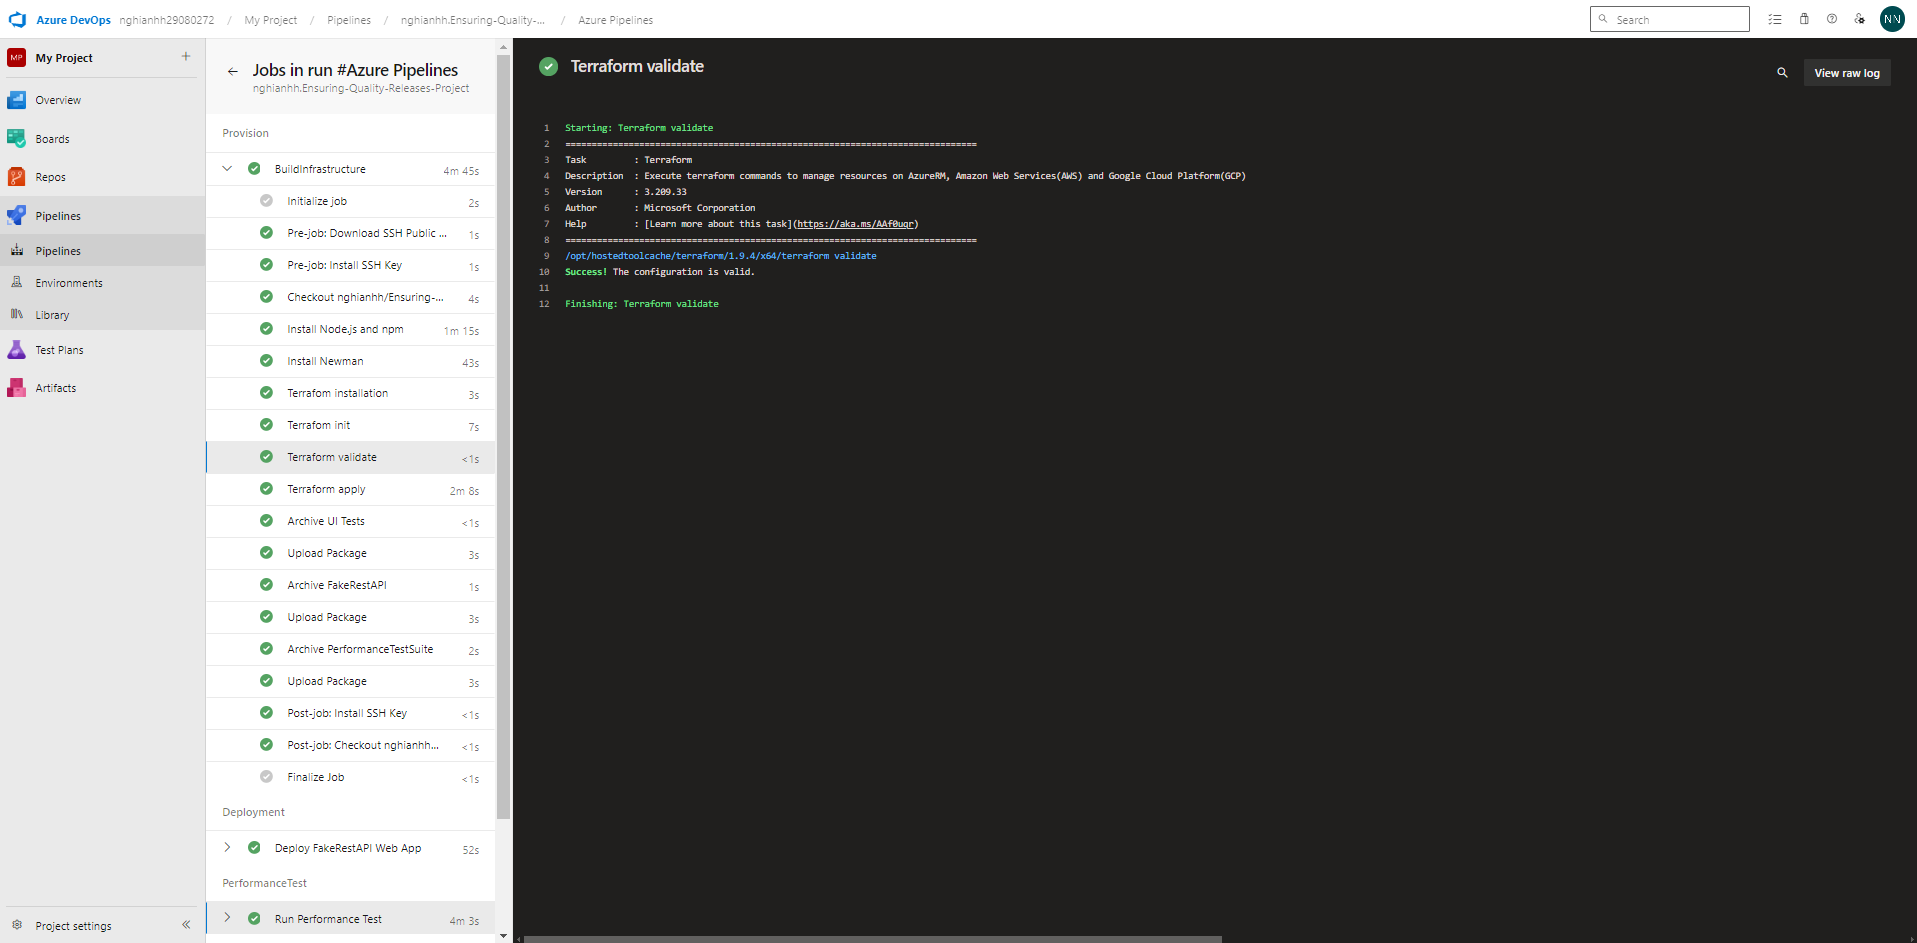 Azure DevOps nghianhh29080272 / My Project / Pipelines / nghianhh.Ensuring-Quality-... / Azure Pipelines
Search
NN
MP My Project +
Overview
Boards
Repos
Pipelines
Pipelines
Environments
Library
Test Plans
Artifacts
Project settings
Jobs in run #Azure Pipelines
nghianhh.Ensuring-Quality-Releases-Project
Provision
BuildInfrastructure 4m 45s
Initialize job 2s
Pre-job: Download SSH Public ... 1s
Pre-job: Install SSH Key 1s
Checkout nghianhh/Ensuring-... 4s
Install Node.js and npm 1m 15s
Install Newman 43s
Terrafom installation 3s
Terrafom init 7s
Terraform validate <1s
Terraform apply 2m 8s
Archive UI Tests <1s
Upload Package 3s
Archive FakeRestAPI 1s
Upload Package 3s
Archive PerformanceTestSuite 2s
Upload Package 3s
Post-job: Install SSH Key <1s
Post-job: Checkout nghianhh... <1s
Finalize Job <1s
Deployment
Deploy FakeRestAPI Web App 52s
PerformanceTest
Run Performance Test 4m 3s
Terraform validate
View raw log
1 Starting: Terraform validate
2 ==============================================================================
3 Task : Terraform
4 Description : Execute terraform commands to manage resources on AzureRM, Amazon Web Services(AWS) and Google Cloud Platform(GCP)
5 Version : 3.209.33
6 Author : Microsoft Corporation
7 Help : [Learn more about this task](https://aka.ms/AAf0uqr)
8 ==============================================================================
9 /opt/hostedtoolcache/terraform/1.9.4/x64/terraform validate
10 Success! The configuration is valid.
11
12 Finishing: Terraform validate